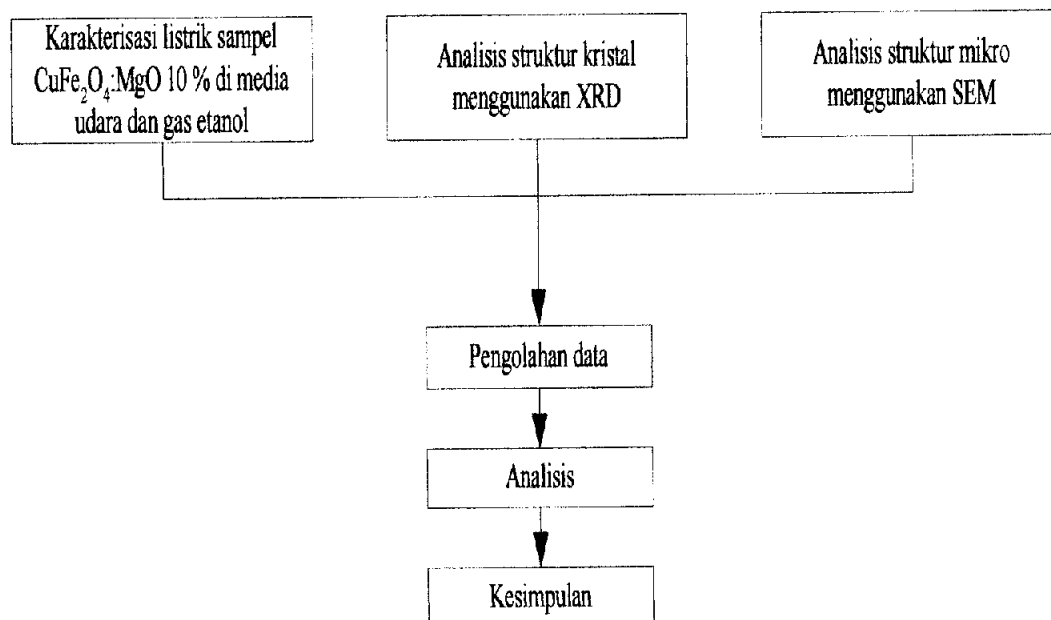 Karakterisasi listrik sampel
CuFe₂O₄:MgO 10 % di media
udara dan gas etanol
Analisis struktur kristal
menggunakan XRD
Analisis struktur mikro
menggunakan SEM
Pengolahan data
Analisis
Kesimpulan